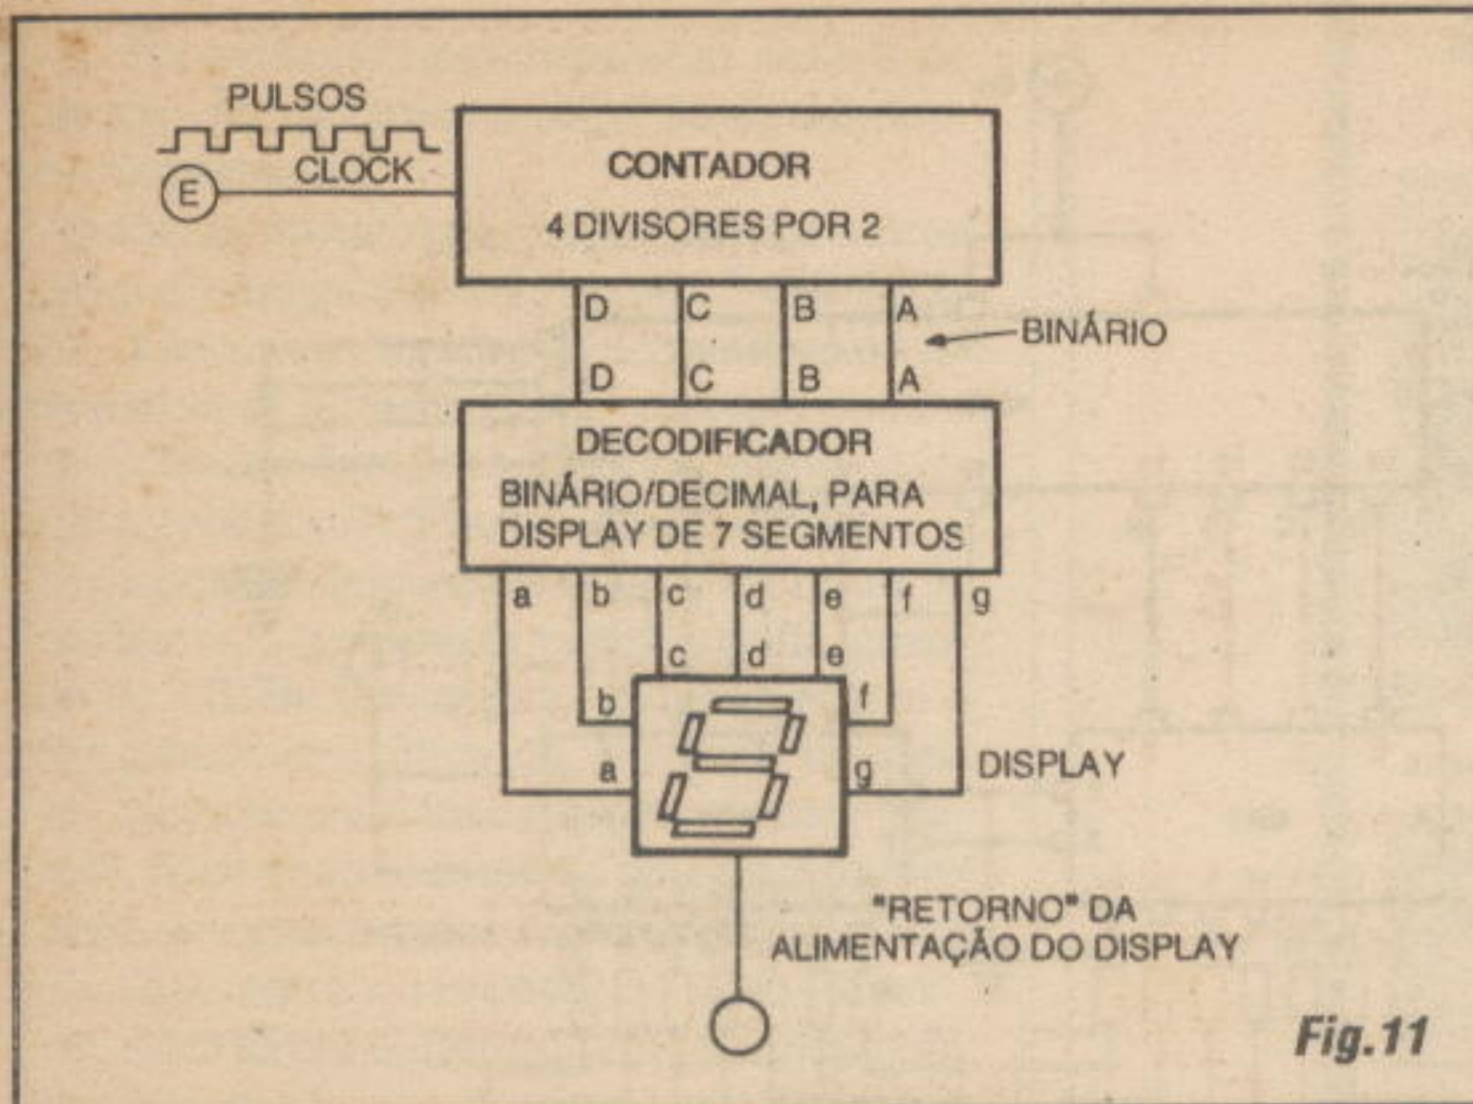 PULSOS
CLOCK
E
CONTADOR
4 DIVISORES POR 2
D C B A
BINÁRIO
D C B A
DECODIFICADOR
BINÁRIO/DECIMAL, PARA
DISPLAY DE 7 SEGMENTOS
a b c d e f g
c d e
b f
a g
DISPLAY
"RETORNO" DA
ALIMENTAÇÃO DO DISPLAY
Fig.11